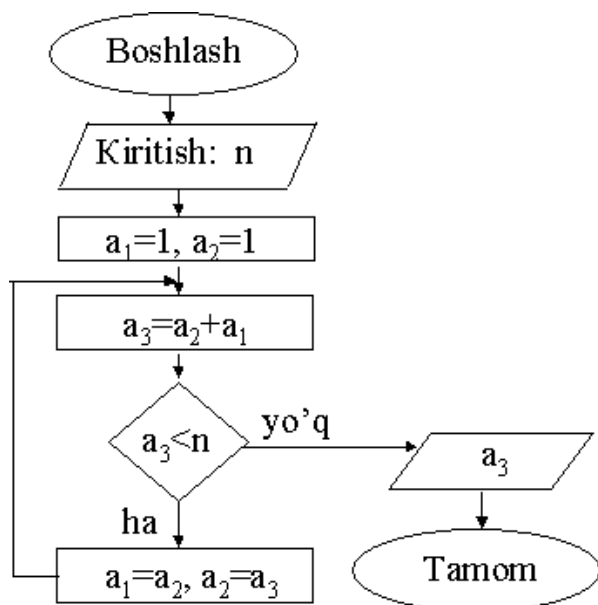 Boshlash
Kiritish: n
a₁=1, a₂=1
a₃=a₂+a₁
a₃<n
yo’q
a₃
ha
a₁=a₂, a₂=a₃
Tamom